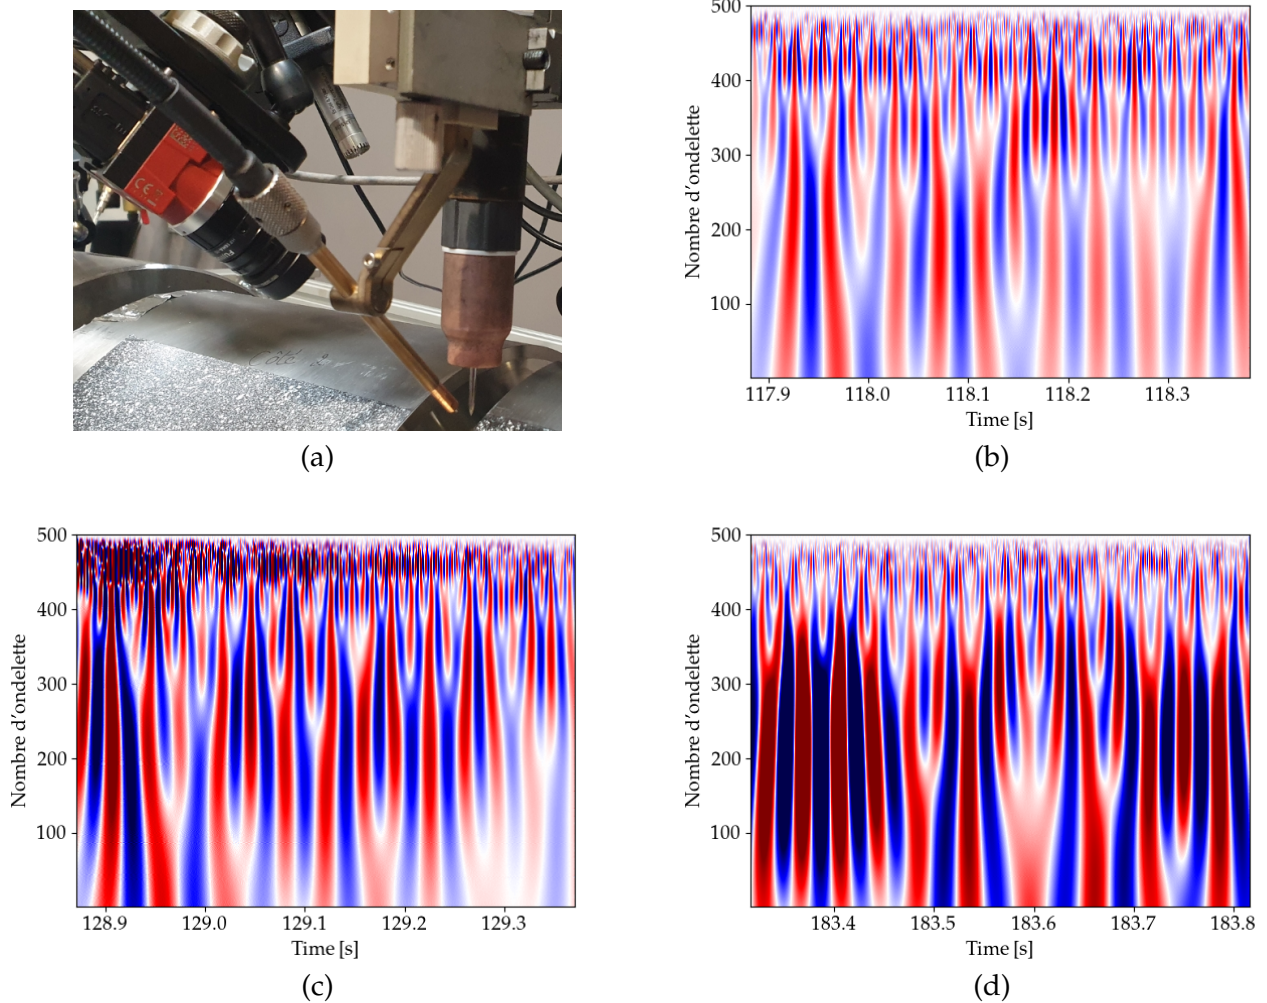 CE
(a)
500
400
300
200
100
Nombre d'ondelette
117.9 118.0 118.1 118.2 118.3
Time [s]
(b)
500
400
300
200
100
Nombre d'ondelette
128.9 129.0 129.1 129.2 129.3
Time [s]
(c)
500
400
300
200
100
Nombre d'ondelette
183.4 183.5 183.6 183.7 183.8
Time [s]
(d)